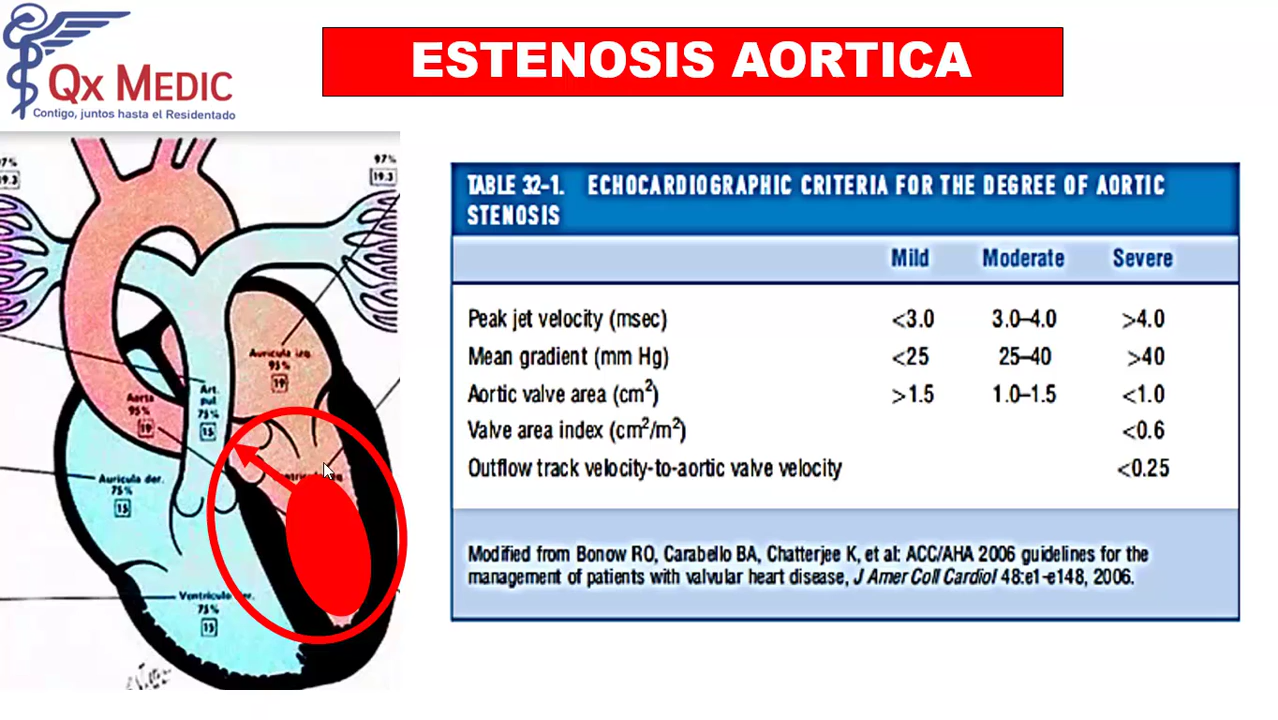 Qx MEDIC
Contigo, juntos hasta el Residentado
ESTENOSIS AORTICA
97%
19.3
7%
9.3
Auricula izq.
95%
19
Aorta
95%
19
Art.
pul.
75%
15
Auricula der.
75%
15
Ventriculo der.
75%
15
TABLE 32-1. ECHOCARDIOGRAPHIC CRITERIA FOR THE DEGREE OF AORTIC
STENOSIS
Mild Moderate Severe
Peak jet velocity (msec) <3.0 3.0–4.0 >4.0
Mean gradient (mm Hg) <25 25–40 >40
Aortic valve area (cm²) >1.5 1.0–1.5 <1.0
Valve area index (cm²/m²) <0.6
Outflow track velocity-to-aortic valve velocity <0.25
Modified from Bonow RO, Carabello BA, Chatterjee K, et al: ACC/AHA 2006 guidelines for the
management of patients with valvular heart disease, J Amer Coll Cardiol 48:e1-e148, 2006.